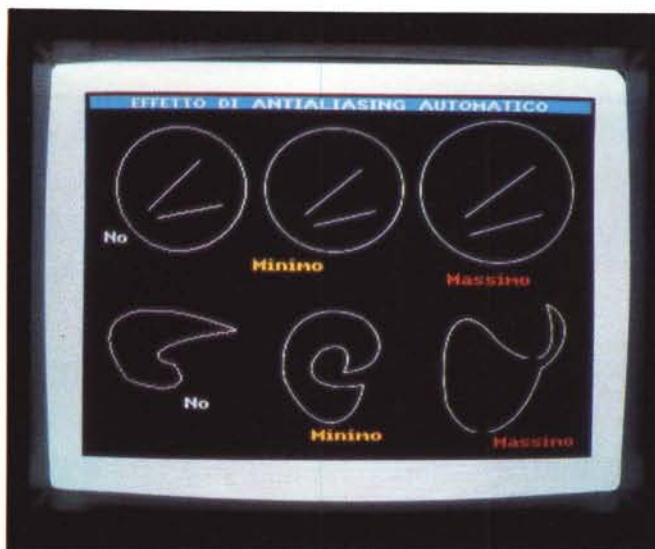 EFFETTO DI ANTIALIASING AUTOMATICO
No
Minimo
Massimo
No
Minimo
Massimo